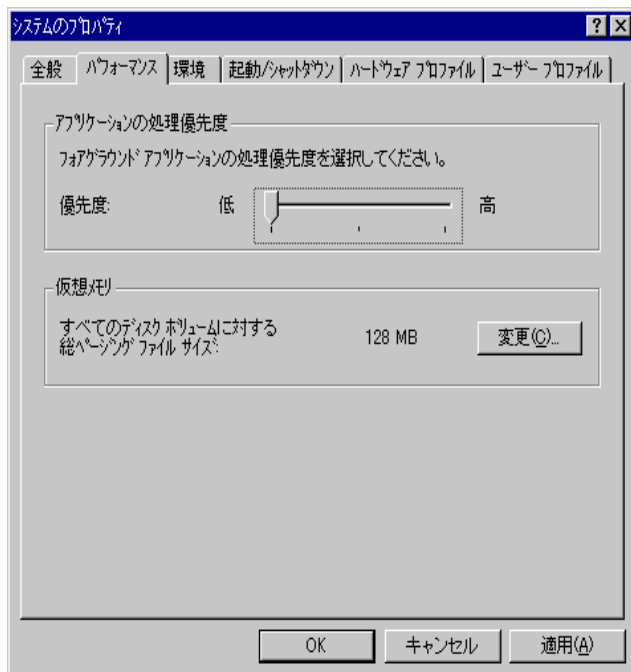 システムのプロパティ
全般 パフォーマンス 環境 起動/シャットダウン ハードウェア プロファイル ユーザー プロファイル
アプリケーションの処理優先度
フォアグラウンド アプリケーションの処理優先度を選択してください。
優先度: 低 高
仮想メモリ
すべてのディスク ボリュームに対する
総ページング ファイル サイズ: 128 MB 変更(C)...
OK キャンセル 適用(A)